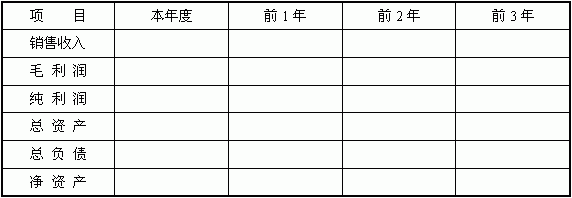 项 目 本年度 前1年 前2年 前3年
销售收入
毛 利 润
纯 利 润
总 资 产
总 负 债
净 资 产